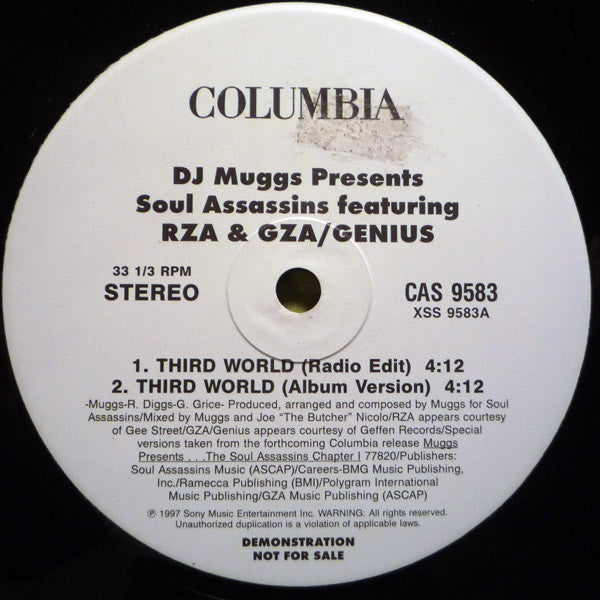 COLUMBIA
DJ Muggs Presents
Soul Assassins featuring
RZA & GZA/GENIUS
33 1/3 RPM
STEREO
CAS 9583
XSS 9583A
1. THIRD WORLD (Radio Edit) 4:12
2. THIRD WORLD (Album Version) 4:12
-Muggs-R. Diggs-G. Grice- Produced, arranged and composed by Muggs for Soul
Assassins/Mixed by Muggs and Joe "The Butcher" Nicolo/RZA appears courtesy
of Gee Street/GZA/Genius appears courtesy of Geffen Records/Special
versions taken from the forthcoming Columbia release Muggs
Presents . . .The Soul Assassins Chapter I 77820/Publishers:
Soul Assassins Music (ASCAP)/Careers-BMG Music Publishing,
Inc./Ramecca Publishing (BMI)/Polygram International
Music Publishing/GZA Music Publishing (ASCAP)
℗ 1997 Sony Music Entertainment Inc. WARNING: All rights reserved.
Unauthorized duplication is a violation of applicable laws.
DEMONSTRATION
NOT FOR SALE